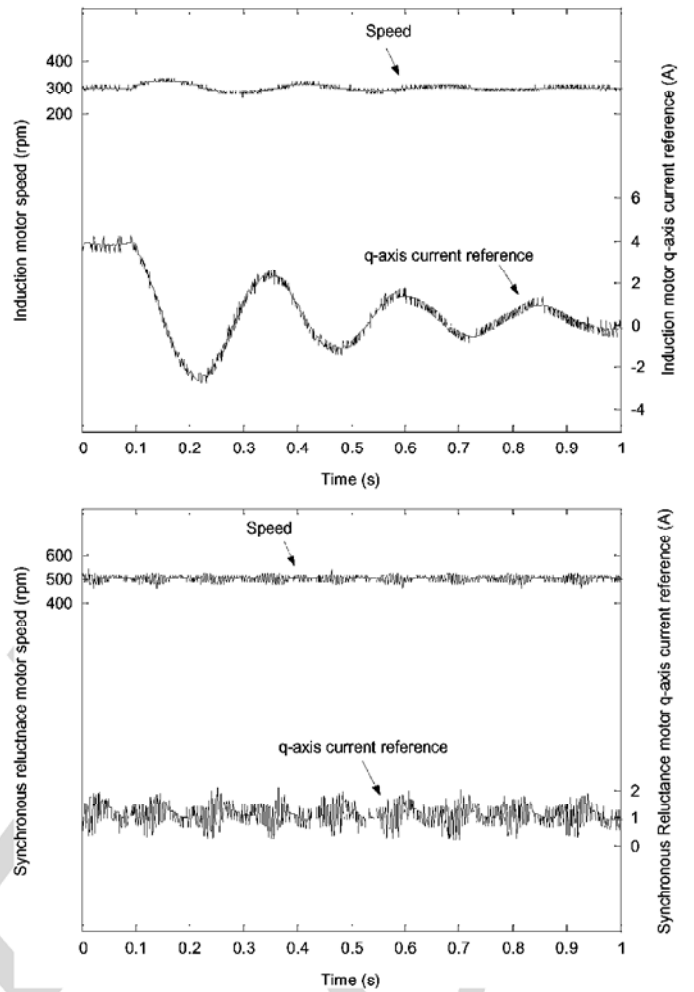 Speed
400
300
200
Induction motor speed (rpm)
Induction motor q-axis current reference (A)
6
4
2
0
-2
-4
q-axis current reference
0 0.1 0.2 0.3 0.4 0.5 0.6 0.7 0.8 0.9 1
Time (s)
Speed
600
500
400
Synchronous reluctnace motor speed (rpm)
Synchronous Reluctance motor q-axis current reference (A)
q-axis current reference
2
1
0
0 0.1 0.2 0.3 0.4 0.5 0.6 0.7 0.8 0.9 1
Time (s)